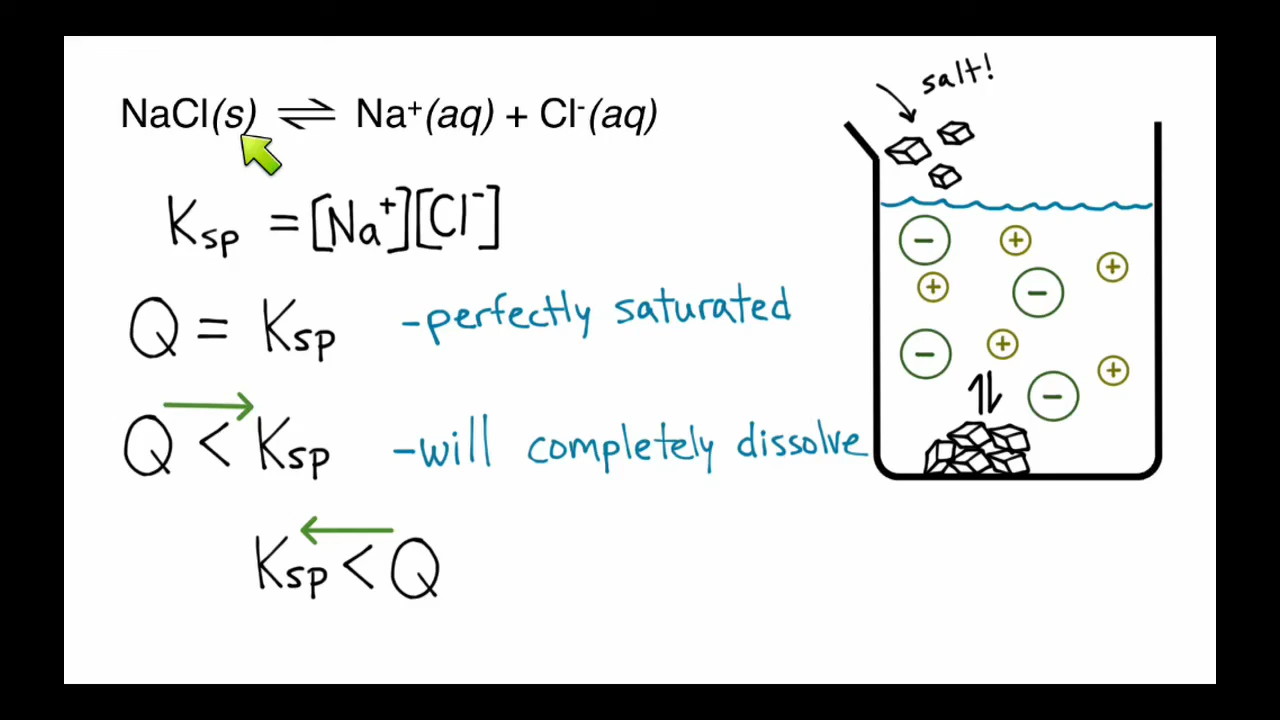 NaCl(s) ⇌ Na⁺(aq) + Cl⁻(aq)
salt!
Ksp = [Na⁺][Cl⁻]
Q = Ksp -perfectly saturated
Q < Ksp -will completely dissolve
Ksp < Q
− + +
+ −
− + +
−